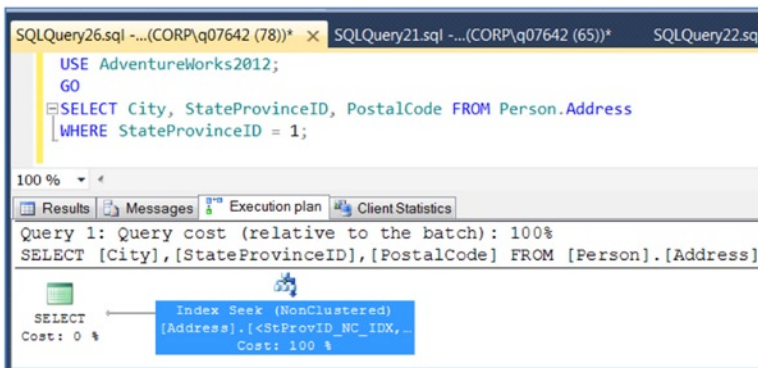 SQLQuery26.sql -...(CORP\q07642 (78))* × SQLQuery21.sql -...(CORP\q07642 (65))* SQLQuery22.sq
USE AdventureWorks2012;
GO
SELECT City, StateProvinceID, PostalCode FROM Person.Address
WHERE StateProvinceID = 1;
100 %
Results Messages Execution plan Client Statistics
Query 1: Query cost (relative to the batch): 100%
SELECT [City],[StateProvinceID],[PostalCode] FROM [Person].[Address]
SELECT
Cost: 0 %
Index Seek (NonClustered)
[Address].[<StProvID_NC_IDX,…
Cost: 100 %